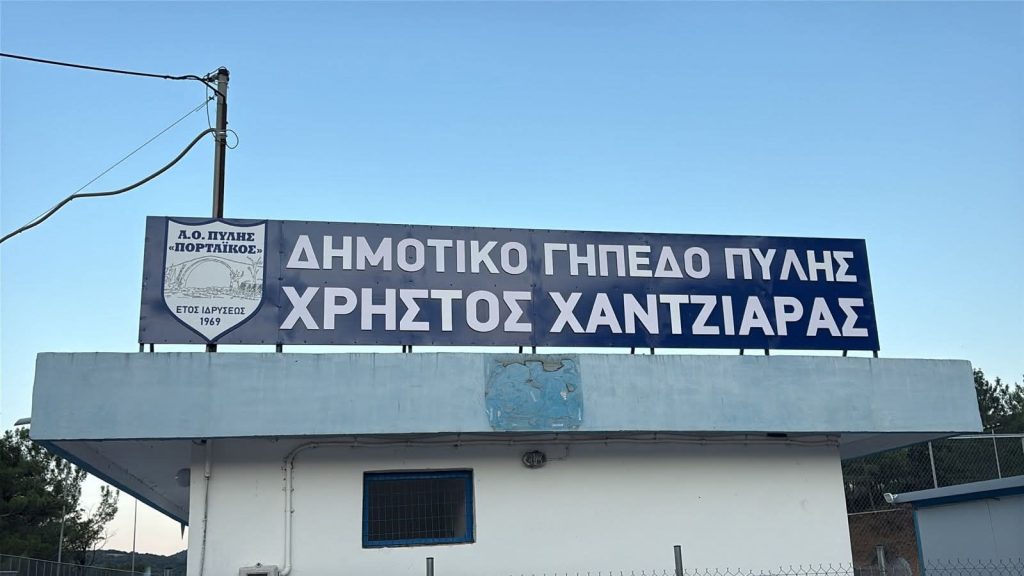 Α.Ο. ΠΥΛΗΣ
«ΠΟΡΤΑΪΚΟΣ»
ΕΤΟΣ ΙΔΡΥΣΕΩΣ
1969
ΔΗΜΟΤΙΚΟ ΓΗΠΕΔΟ ΠΥΛΗΣ
ΧΡΗΣΤΟΣ ΧΑΝΤΖΙΑΡΑΣ